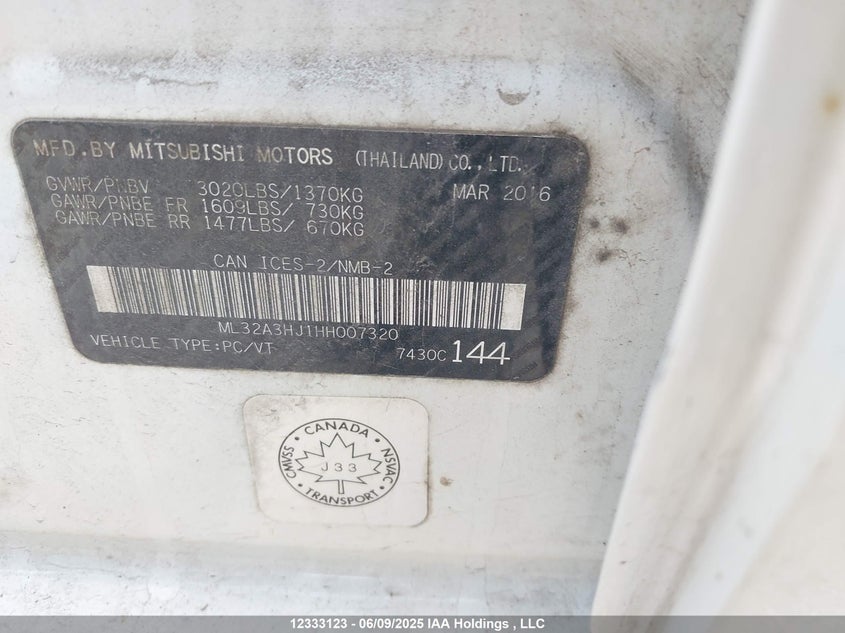 MFD.BY MITSUBISHI MOTORS (THAILAND)CO.,LTD.
GVWR/PNBV 3020LBS/1370KG MAR 2016
GAWR/PNBE FR 1609LBS/ 730KG
GAWR/PNBE RR 1477LBS/ 670KG
CAN ICES-2/NMB-2
ML32A3HJ1HH007320
VEHICLE TYPE:PC/VT 7430C 144
CANADA
CMVSS J33 NSVAC
TRANSPORT
12333123 - 06/09/2025 IAA Holdings , LLC